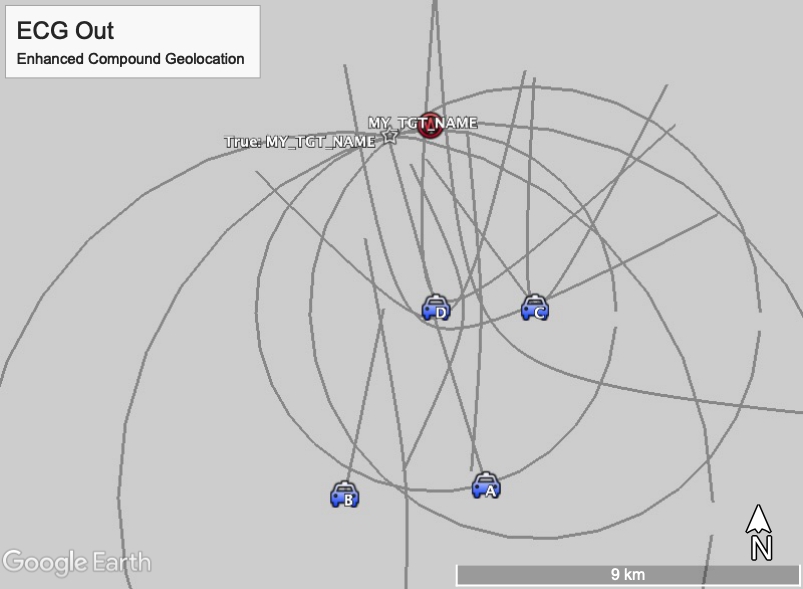 ECG Out
Enhanced Compound Geolocation
MY_TGT_NAME
True: MY_TGT_NAME
D
C
B
A
N
Google Earth
9 km